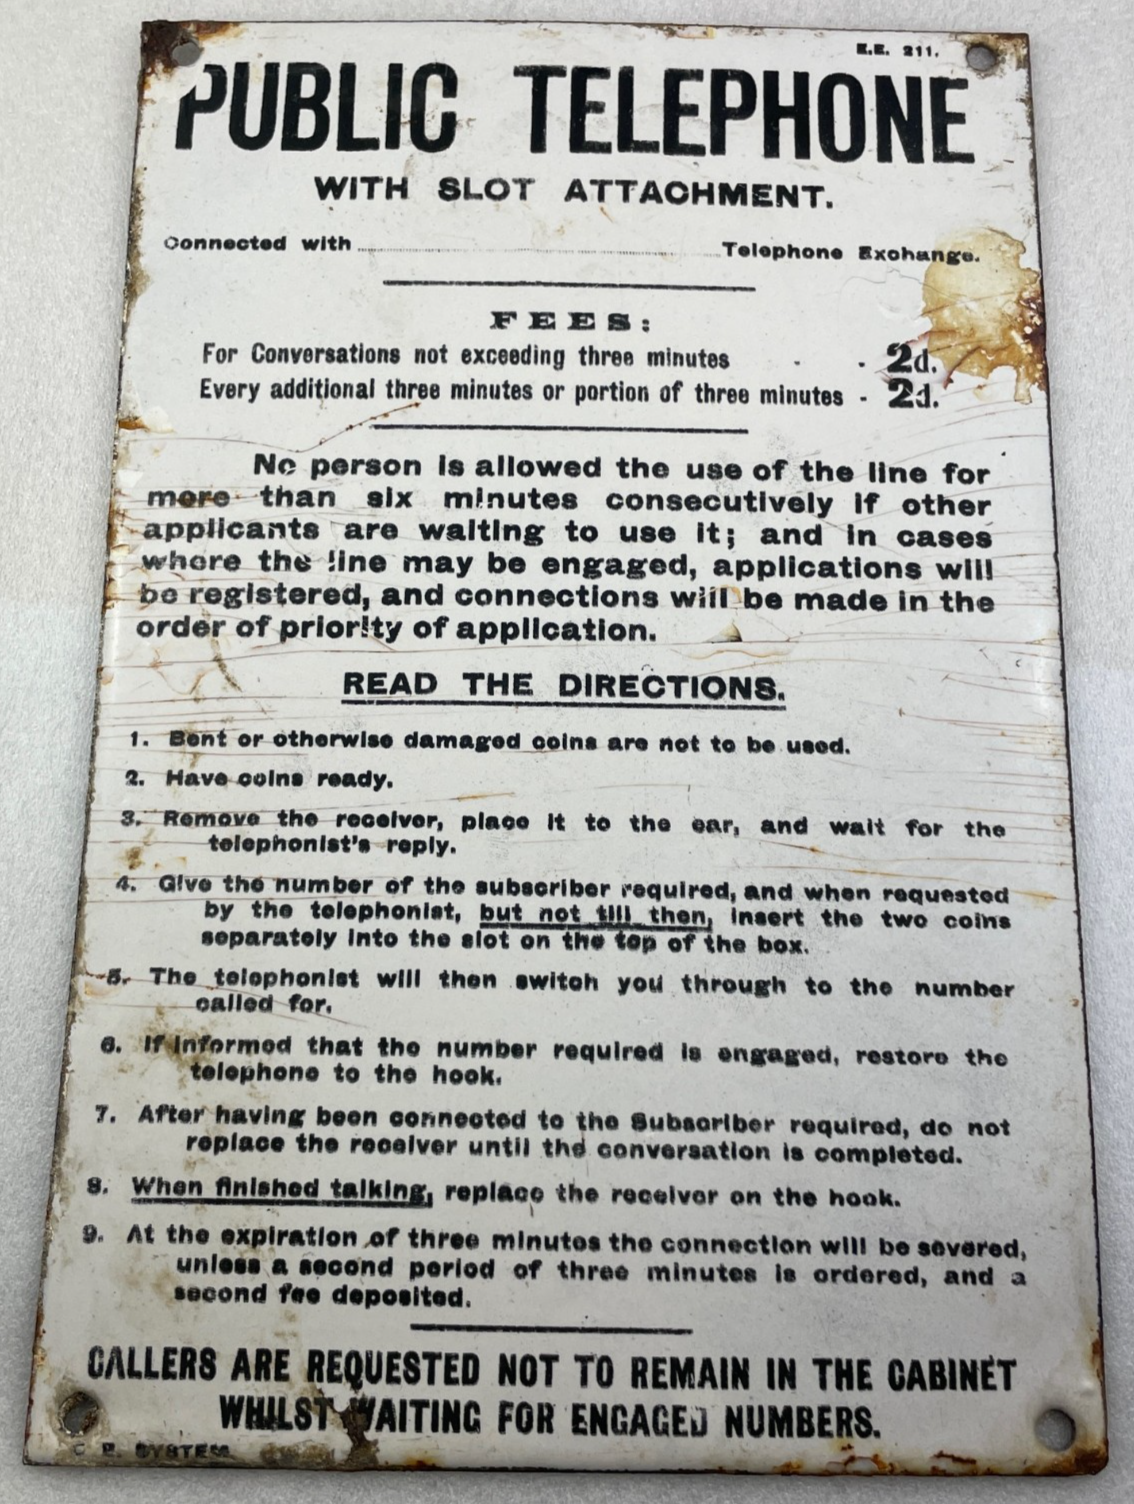 E.E. 211.
PUBLIC TELEPHONE
WITH SLOT ATTACHMENT.
Connected with ........................ Telephone Exchange.
FEES:
For Conversations not exceeding three minutes - - 2d.
Every additional three minutes or portion of three minutes - 2d.
No person is allowed the use of the line for
more than six minutes consecutively if other
applicants are waiting to use it; and in cases
where the line may be engaged, applications will
be registered, and connections will be made in the
order of priority of application.
READ THE DIRECTIONS.
1. Bent or otherwise damaged coins are not to be used.
2. Have coins ready.
3. Remove the receiver, place it to the ear, and wait for the
telephonist's reply.
4. Give the number of the subscriber required, and when requested
by the telephonist, but not till then, insert the two coins
separately into the slot on the top of the box.
5. The telephonist will then switch you through to the number
called for.
6. If informed that the number required is engaged, restore the
telephone to the hook.
7. After having been connected to the Subscriber required, do not
replace the receiver until the conversation is completed.
8. When finished talking, replace the receiver on the hook.
9. At the expiration of three minutes the connection will be severed,
unless a second period of three minutes is ordered, and a
second fee deposited.
CALLERS ARE REQUESTED NOT TO REMAIN IN THE CABINET
WHILST WAITING FOR ENGAGED NUMBERS.
SYSTEM